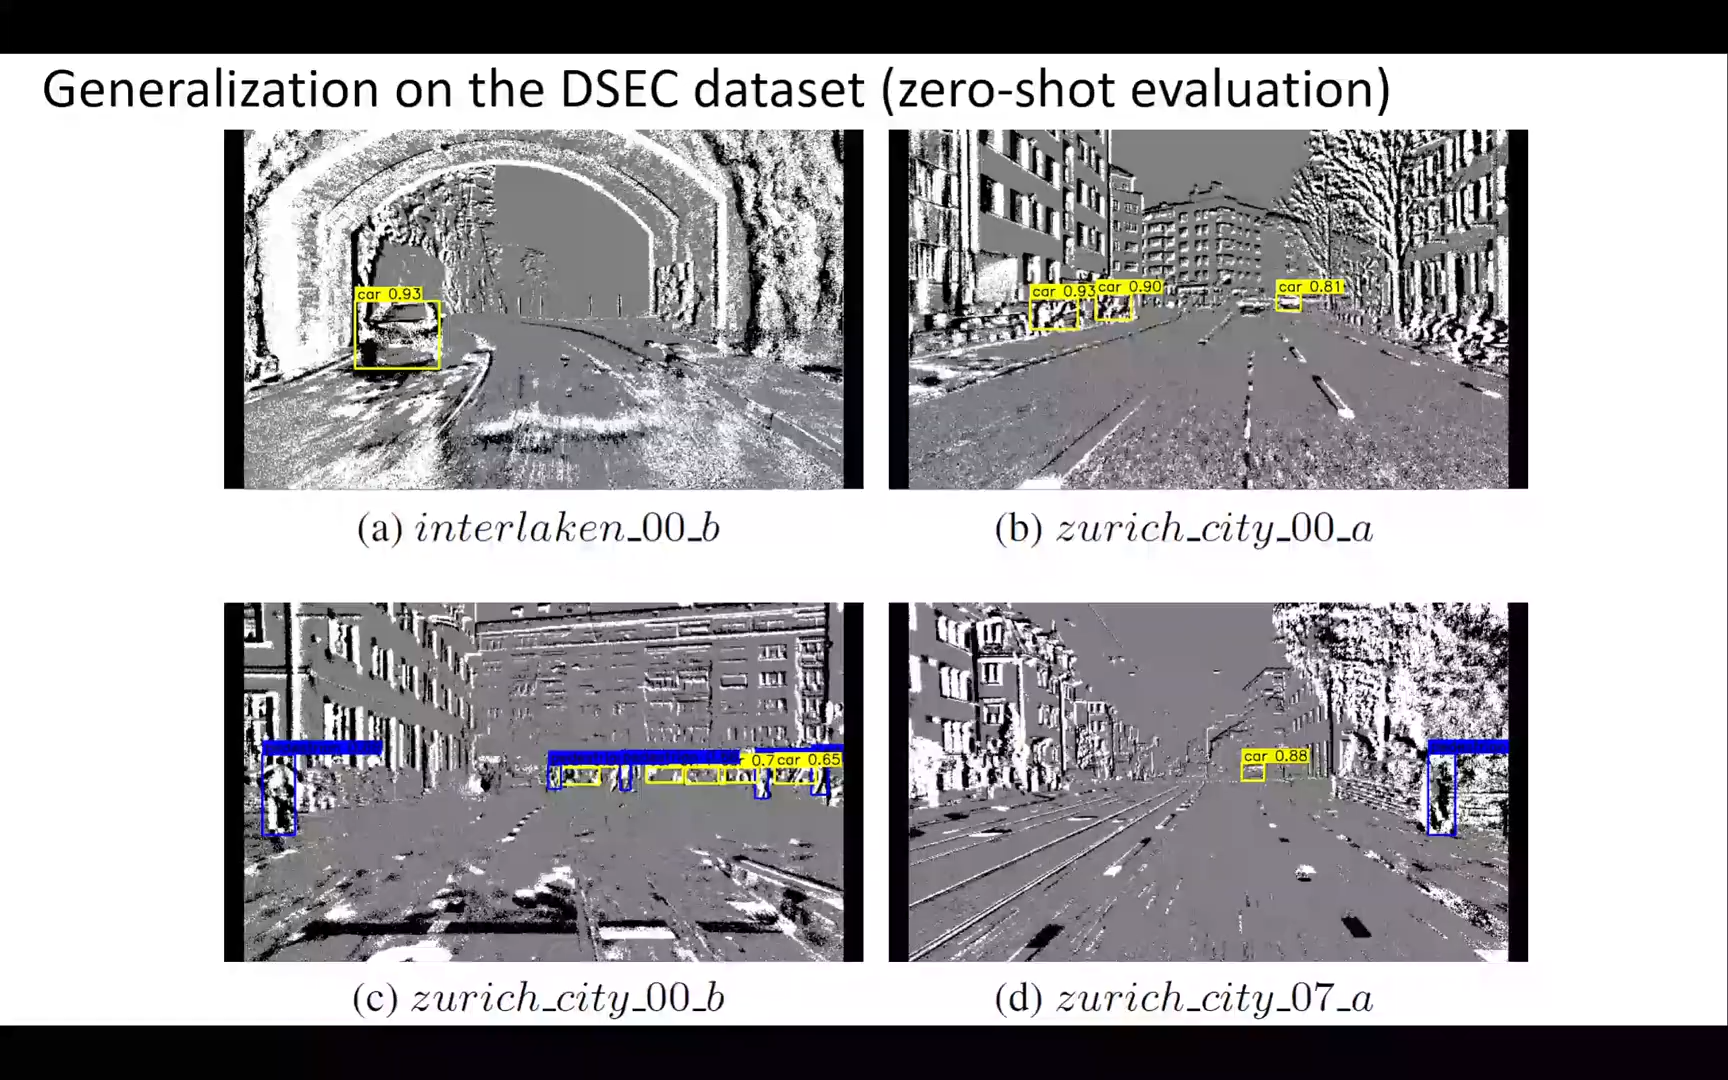 Generalization on the DSEC dataset (zero-shot evaluation)
car 0.93
car 0.93 car 0.90 car 0.81
(a) interlaken_00_b (b) zurich_city_00_a
0.7 car 0.65
car 0.88
(c) zurich_city_00_b (d) zurich_city_07_a